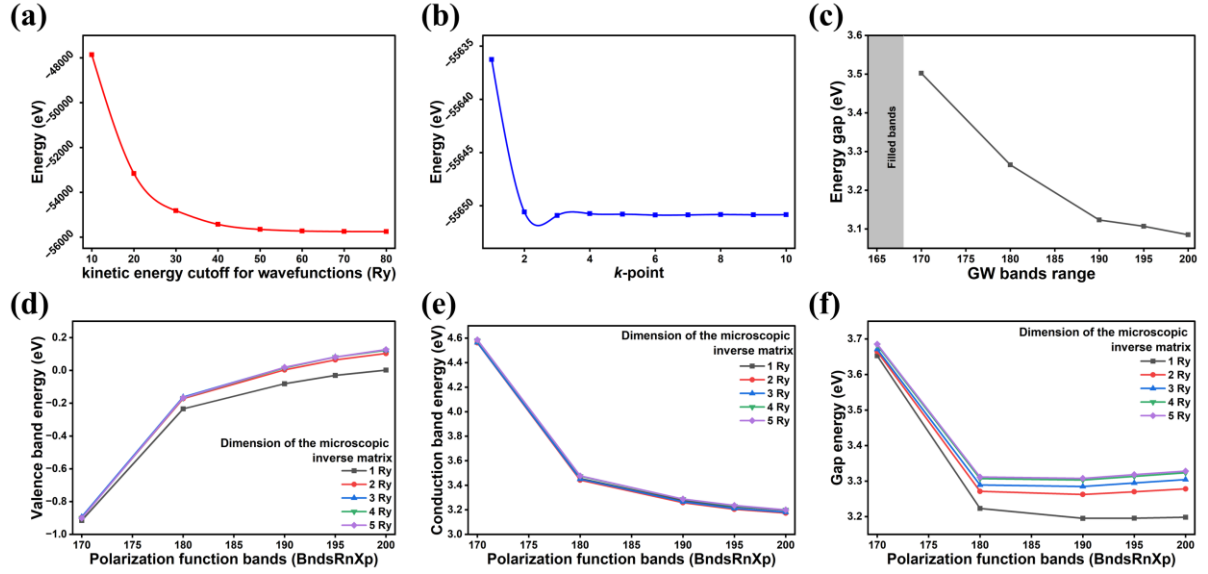 (a)
Energy (eV)
−48000
−50000
−52000
−54000
−56000
10 20 30 40 50 60 70 80
kinetic energy cutoff for wavefunctions (Ry)
(b)
Energy (eV)
−55635
−55640
−55645
−55650
2 4 6 8 10
k-point
(c)
Energy gap (eV)
3.6
3.5
3.4
3.3
3.2
3.1
Filled bands
165 170 175 180 185 190 195 200
GW bands range
(d)
Valence band energy (eV)
0.2
0.0
−0.2
−0.4
−0.6
−0.8
−1.0
Dimension of the microscopic
inverse matrix
1 Ry
2 Ry
3 Ry
4 Ry
5 Ry
170 175 180 185 190 195 200
Polarization function bands (BndsRnXp)
(e)
Conduction band energy (eV)
4.6
4.4
4.2
4.0
3.8
3.6
3.4
3.2
3.0
Dimension of the microscopic
inverse matrix
1 Ry
2 Ry
3 Ry
4 Ry
5 Ry
170 175 180 185 190 195 200
Polarization function bands (BndsRnXp)
(f)
Gap energy (eV)
3.7
3.6
3.5
3.4
3.3
3.2
Dimension of the microscopic
inverse matrix
1 Ry
2 Ry
3 Ry
4 Ry
5 Ry
170 175 180 185 190 195 200
Polarization function bands (BndsRnXp)